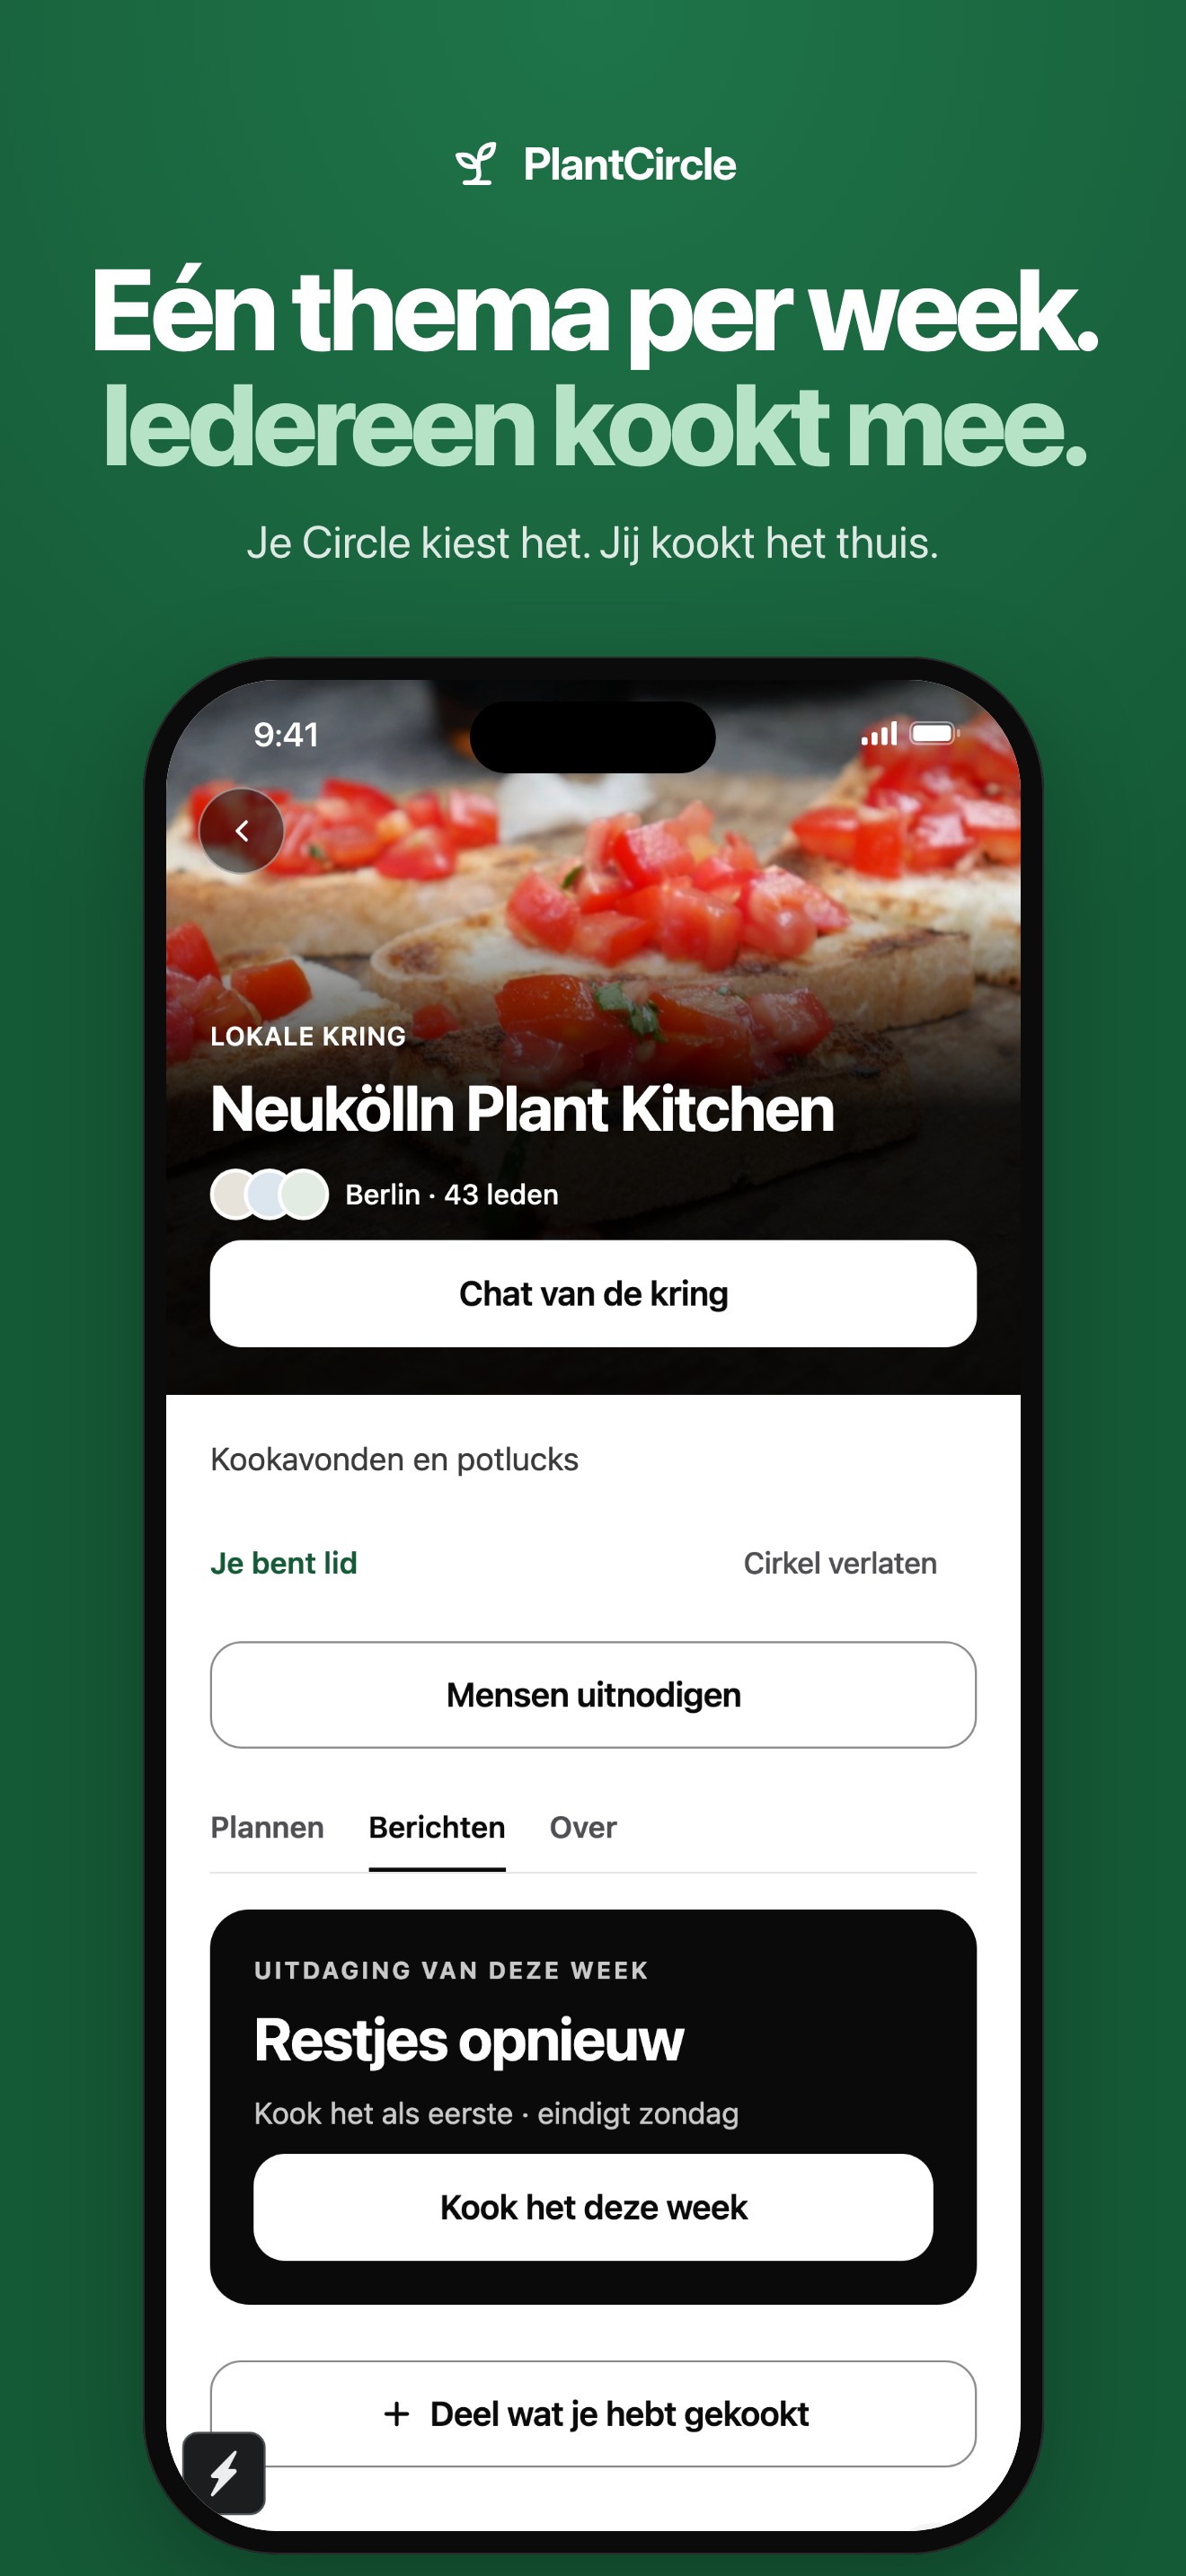 PlantCircle
Eén thema per week.
Iedereen kookt mee.
Je Circle kiest het. Jij kookt het thuis.
9:41
LOKALE KRING
Neukölln Plant Kitchen
Berlin · 43 leden
Chat van de kring
Kookavonden en potlucks
Je bent lid
Cirkel verlaten
Mensen uitnodigen
Plannen Berichten Over
UITDAGING VAN DEZE WEEK
Restjes opnieuw
Kook het als eerste · eindigt zondag
Kook het deze week
+ Deel wat je hebt gekookt